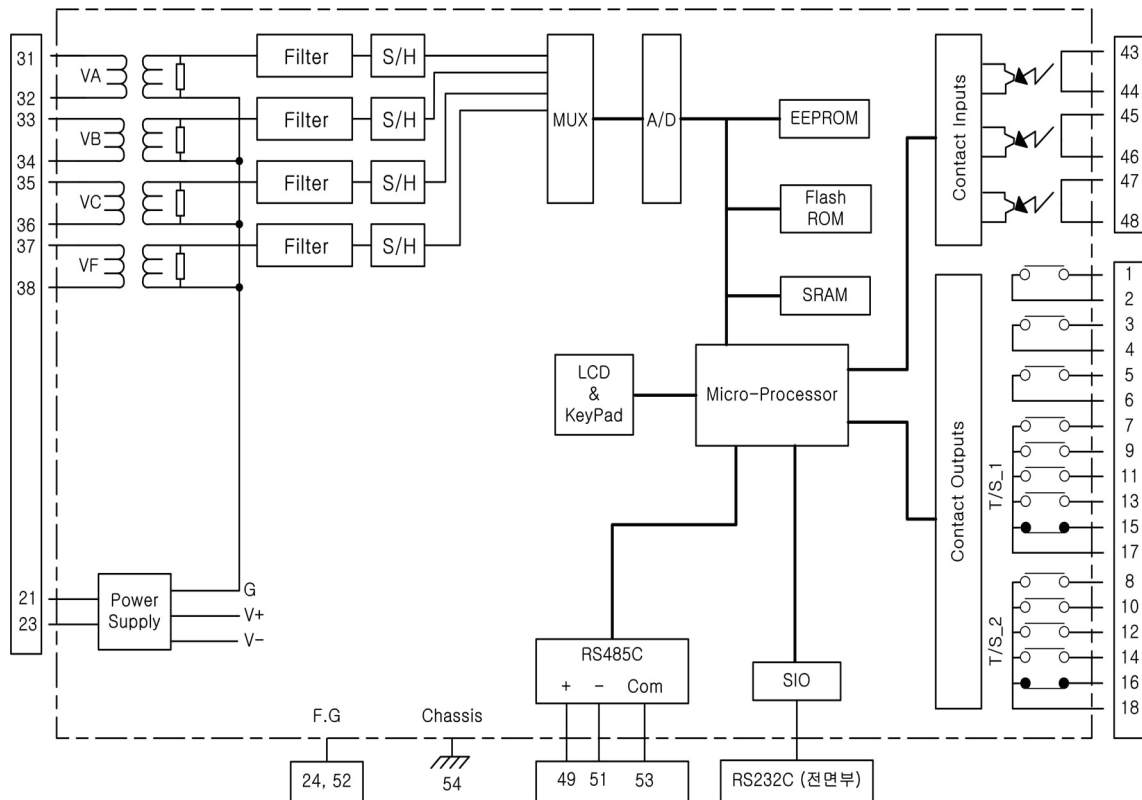 31
VA
32
33
VB
34
35
VC
36
37
VF
38
Filter
S/H
Filter
S/H
Filter
S/H
Filter
S/H
MUX
A/D
EEPROM
Flash
ROM
SRAM
Micro-Processor
LCD
&
KeyPad
Contact Inputs
43
44
45
46
47
48
Contact Outputs
1
2
3
4
5
6
T/S_1
7
9
11
13
15
17
T/S_2
8
10
12
14
16
18
21
23
Power
Supply
G
V+
V-
RS485C
+ - Com
SIO
F.G
24, 52
Chassis
54
49 51 53
RS232C (전면부)